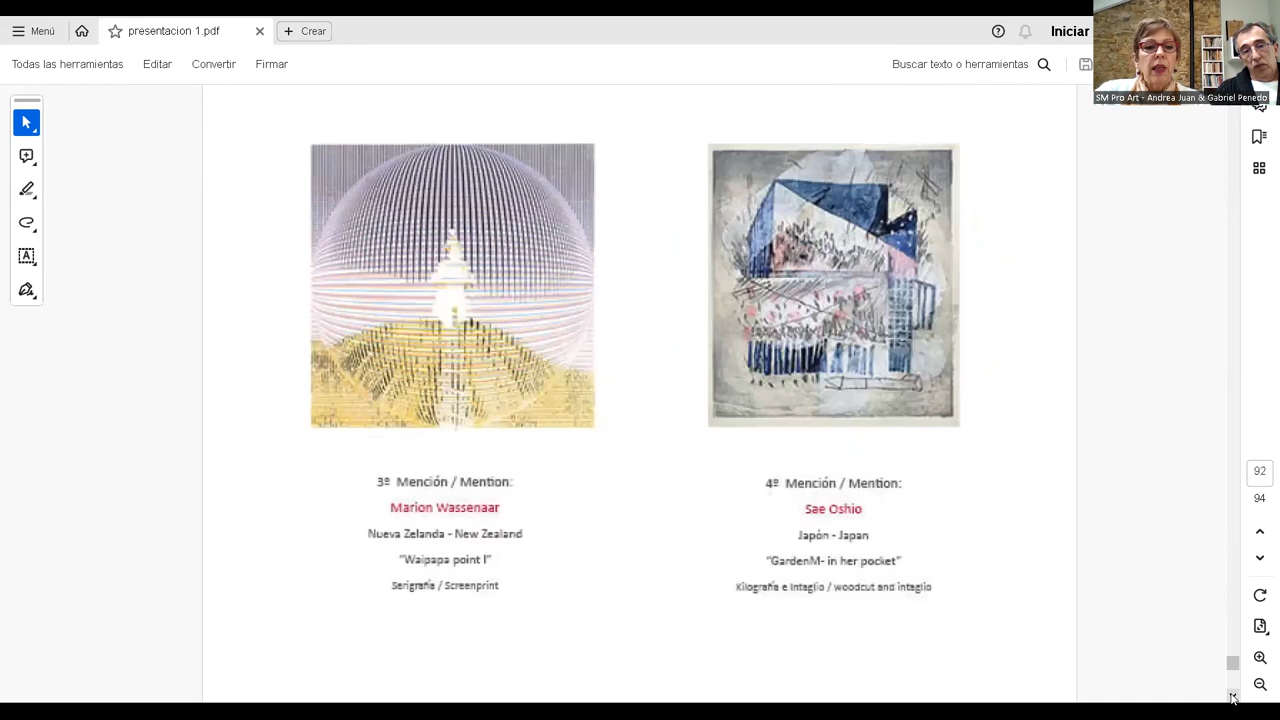 Menú
presentacion 1.pdf
Crear
Iniciar
Todas las herramientas
Editar
Convertir
Firmar
Buscar texto o herramientas
SM Pro Art - Andrea Juan & Gabriel Penedo
3º Mención / Mention:
Marion Wassenaar
Nueva Zelanda - New Zealand
"Waipapa point I"
Serigrafía / Screenprint
4º Mención / Mention:
Sae Oshio
Japón - Japan
"GardenM- in her pocket"
Kilografía e Intaglio / woodcut and intaglio
92
94